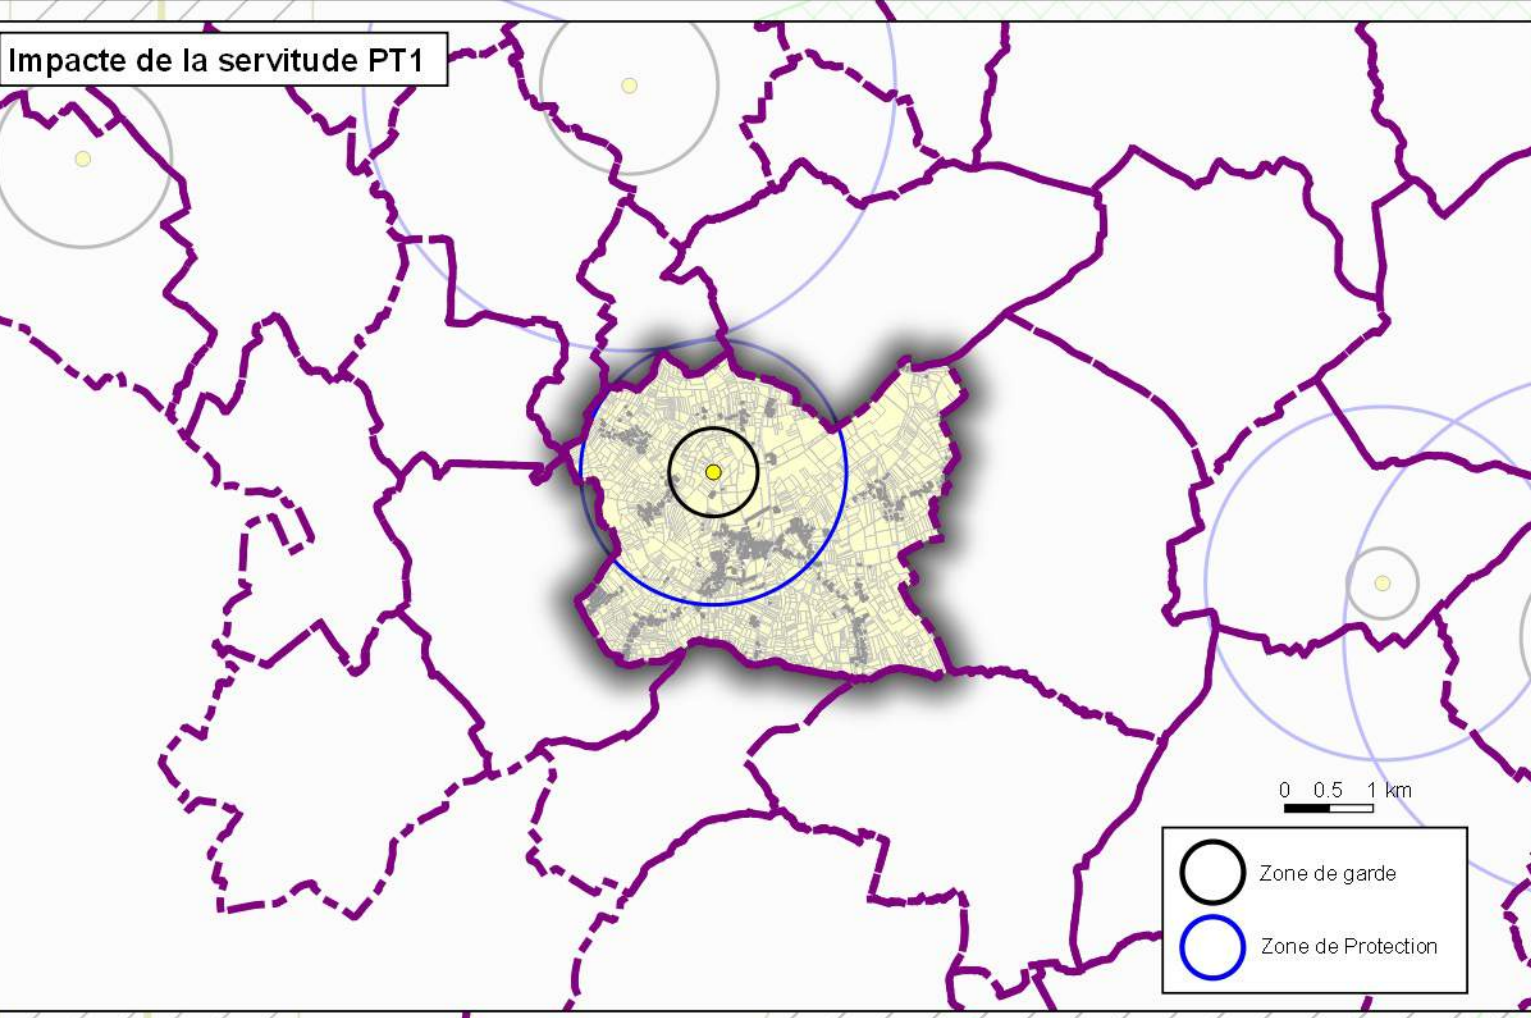 Impacte de la servitude PT1
0 0.5 1 km
Zone de garde
Zone de Protection